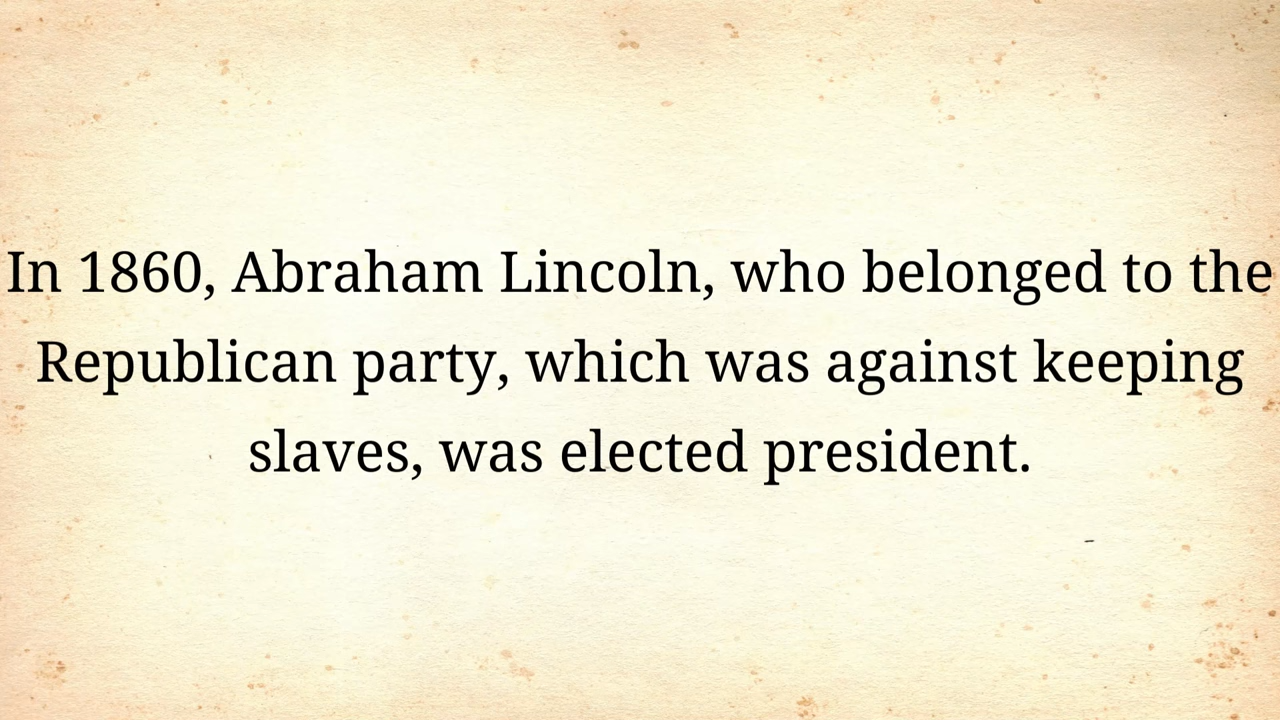 In 1860, Abraham Lincoln, who belonged to the
Republican party, which was against keeping
slaves, was elected president.